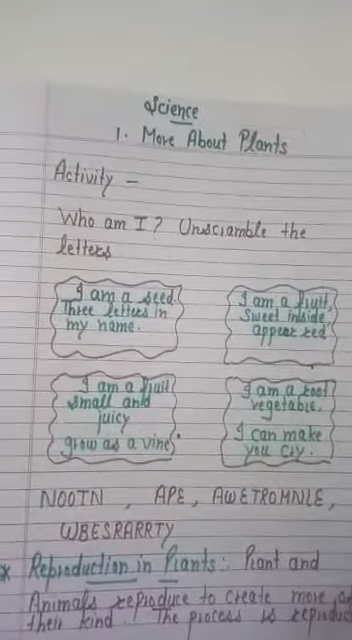 Science
1. More About Plants
Activity -
Who am I? Unscramble the
letters
I am a seed.
Three letters in
my name.
I am a fruit,
Sweet inside
appear red
I am a fruit
small and
juicy
grow as a vine
I am a root
vegetable.
I can make
you cry.
NOOIN , APE, AWETROMNLE,
WBESRARRTY
* Reproduction in Plants: Plant and
Animals reproduce to create more
their kind. The process is